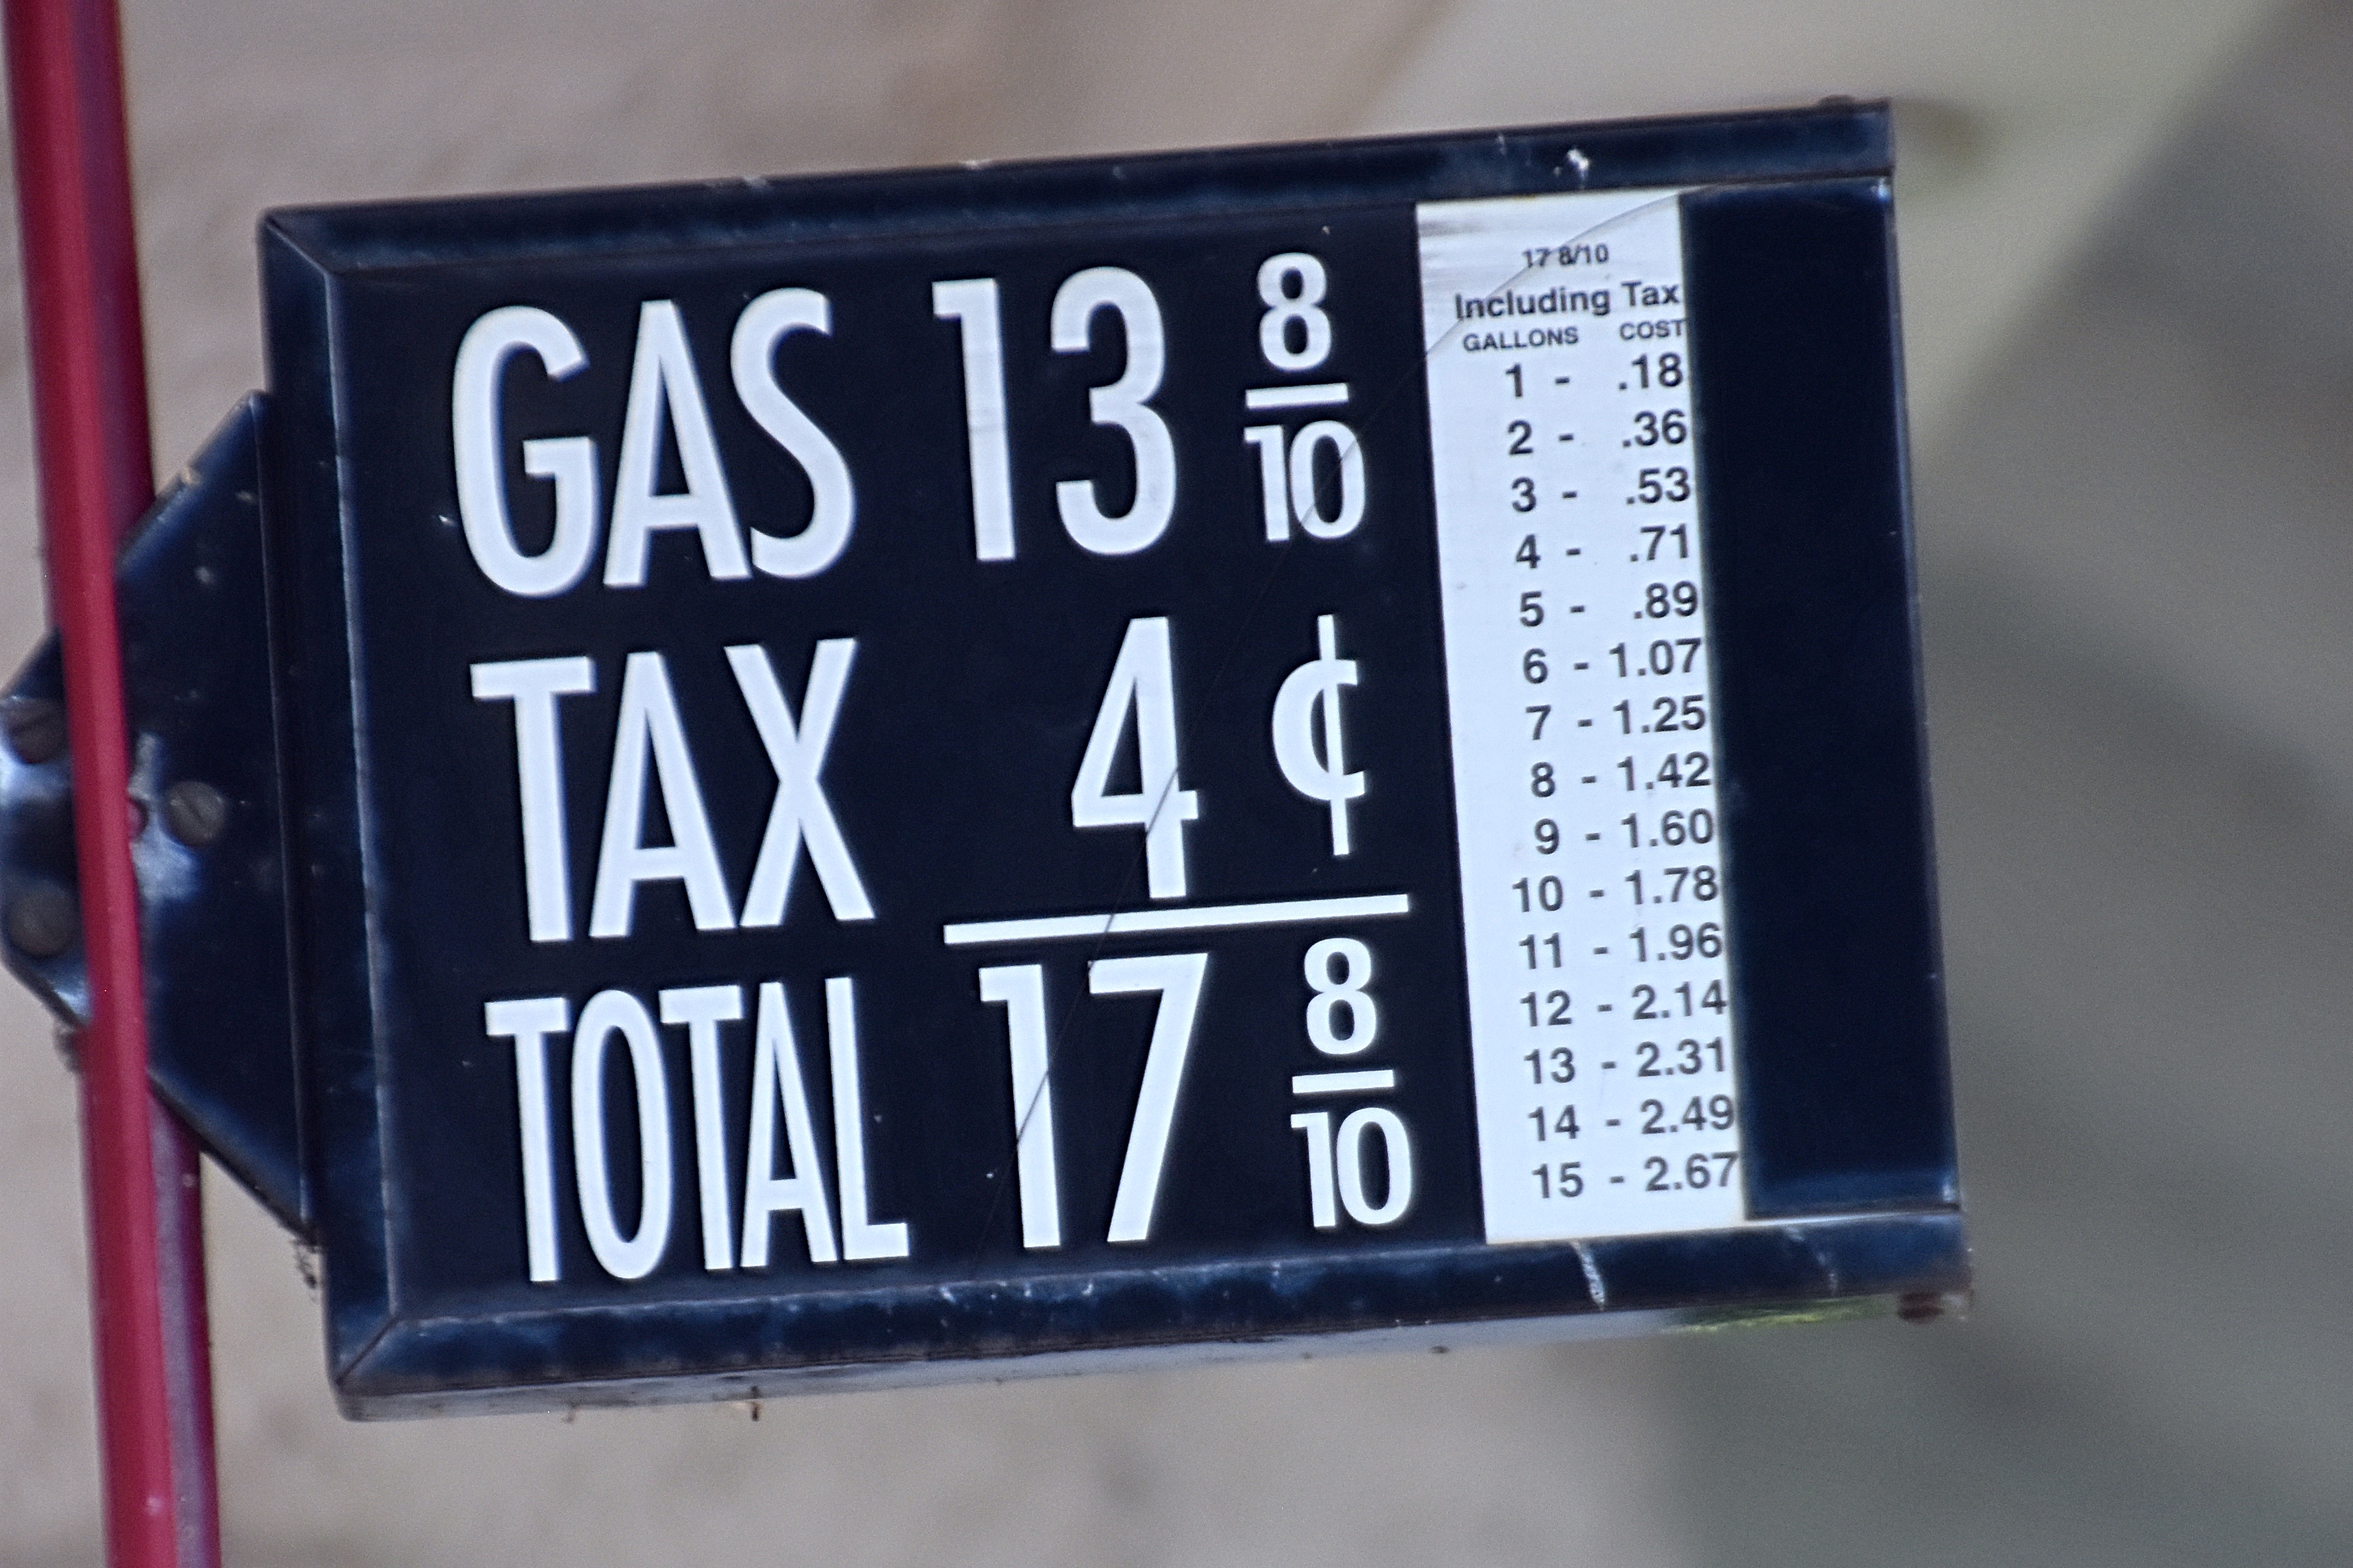 GAS 13 8/10
TAX 4 ¢
TOTAL 17 8/10
17 8/10
Including Tax
GALLONS COST
1 - .18
2 - .36
3 - .53
4 - .71
5 - .89
6 - 1.07
7 - 1.25
8 - 1.42
9 - 1.60
10 - 1.78
11 - 1.96
12 - 2.14
13 - 2.31
14 - 2.49
15 - 2.67